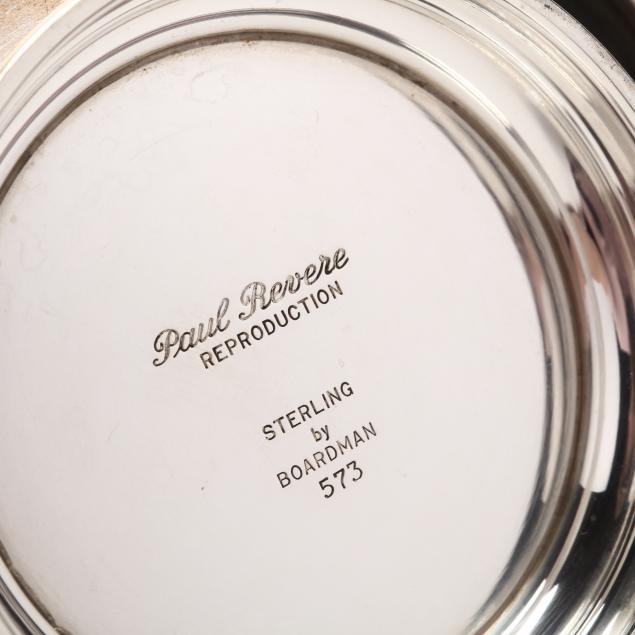 Paul Revere
REPRODUCTION
STERLING
by
BOARDMAN
573